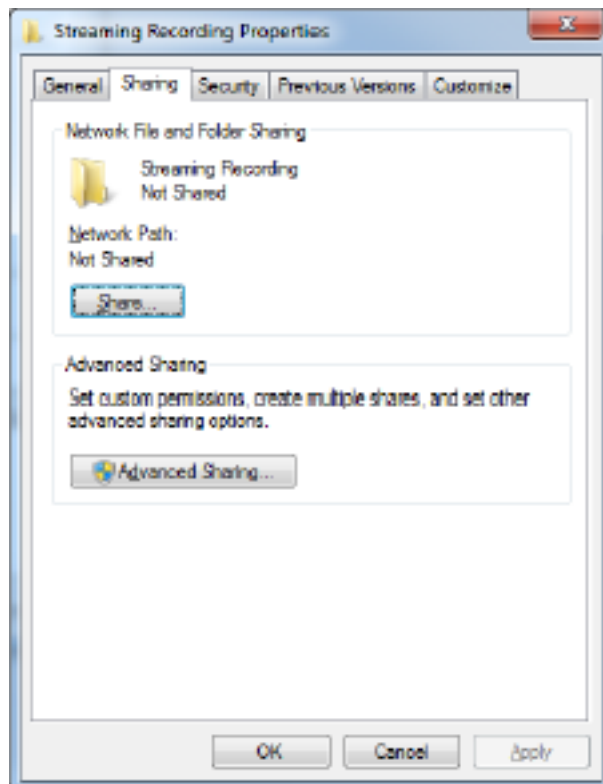 Streaming Recording Properties
General Sharing Security Previous Versions Customize
Network File and Folder Sharing
Streaming Recording
Not Shared
Network Path:
Not Shared
Share...
Advanced Sharing
Set custom permissions, create multiple shares, and set other
advanced sharing options.
Advanced Sharing...
OK Cancel Apply